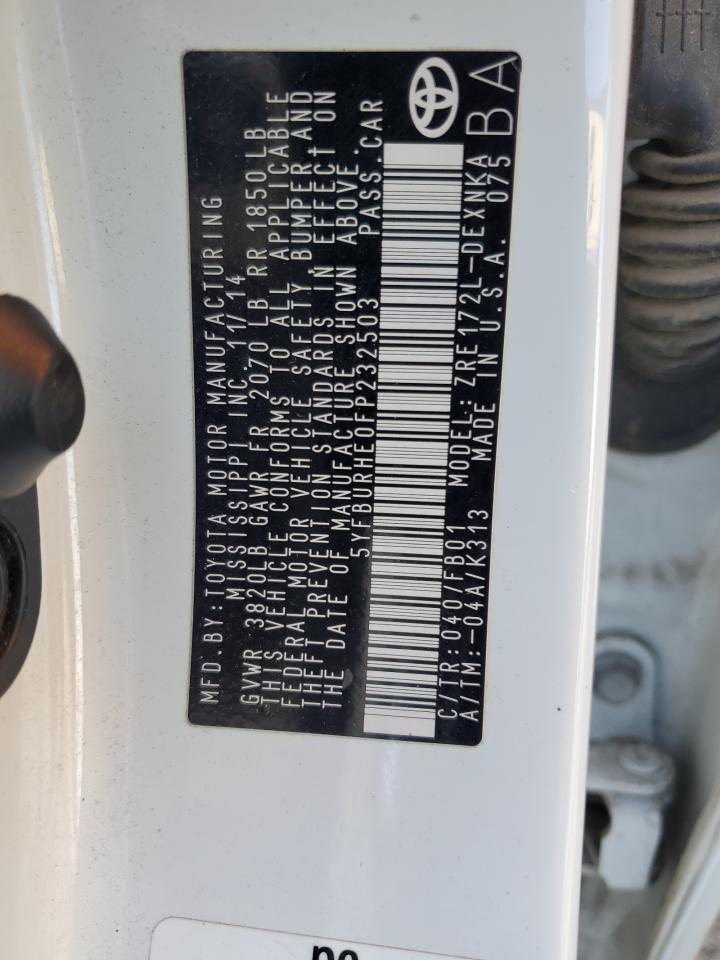 MFD.BY:TOYOTA MOTOR MANUFACTURING
MISSISSIPPI INC. 11/14
GVWR 3820LB GAWR FR 2070 LB RR 1850 LB
THIS VEHICLE CONFORMS TO ALL APPLICABLE
FEDERAL MOTOR VEHICLE SAFETY, BUMPER AND
THEFT PREVENTION STANDARDS IN EFFECT ON
THE DATE OF MANUFACTURE SHOWN ABOVE.
5YFBURHE0FP232503 PASS.CAR
C/TR:040/FB01 MODEL:ZRE172L-DEXNKA
A/TM:-04A/K313 MADE IN U.S.A. 075
BA